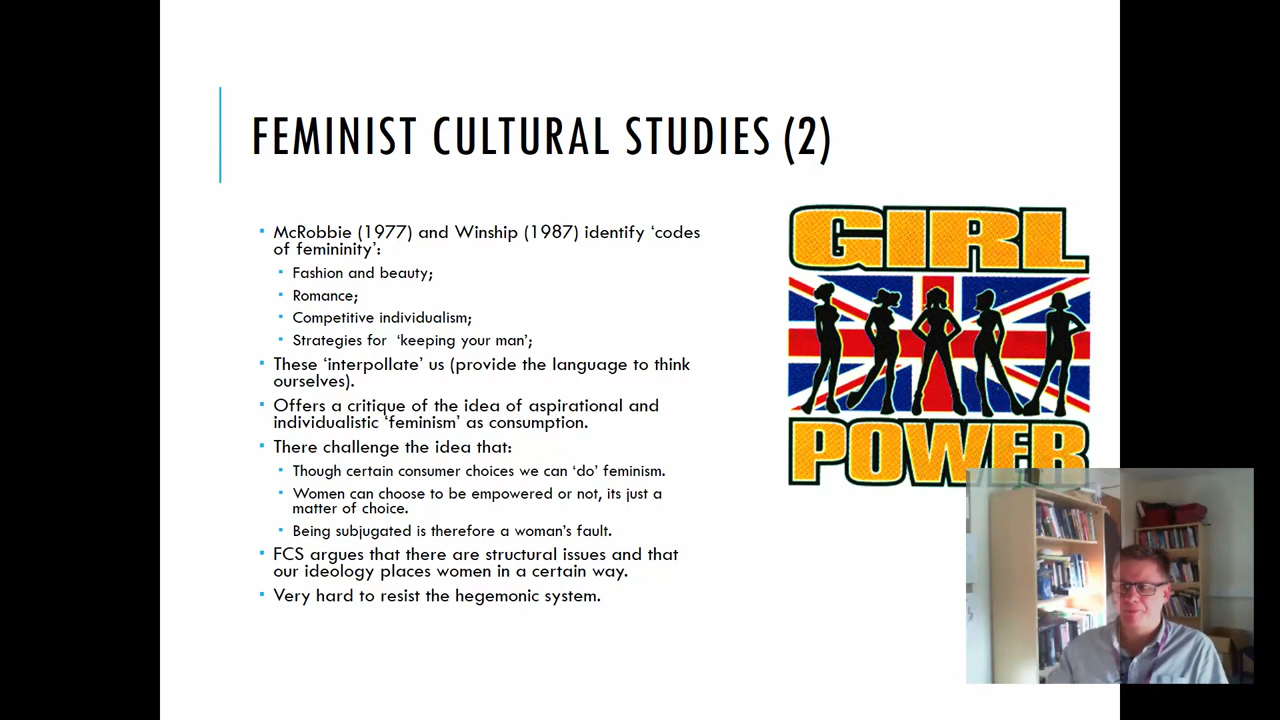 FEMINIST CULTURAL STUDIES (2)
McRobbie (1977) and Winship (1987) identify ‘codes
of femininity’:
Fashion and beauty;
Romance;
Competitive individualism;
Strategies for ‘keeping your man’;
These ‘interpollate’ us (provide the language to think
ourselves).
Offers a critique of the idea of aspirational and
individualistic ‘feminism’ as consumption.
There challenge the idea that:
Though certain consumer choices we can ‘do’ feminism.
Women can choose to be empowered or not, its just a
matter of choice.
Being subjugated is therefore a woman’s fault.
FCS argues that there are structural issues and that
our ideology places women in a certain way.
Very hard to resist the hegemonic system.
GIRL
POWER